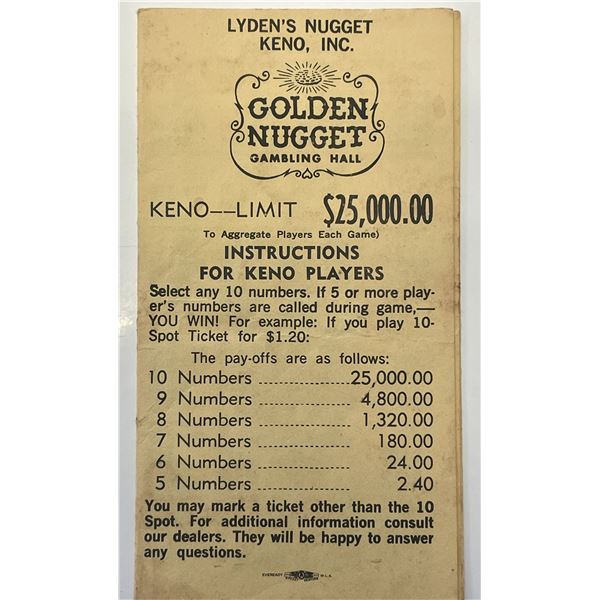 LYDEN'S NUGGET
KENO, INC.
GOLDEN
NUGGET
GAMBLING HALL
KENO--LIMIT $25,000.00
To Aggregate Players Each Game)
INSTRUCTIONS
FOR KENO PLAYERS
Select any 10 numbers. If 5 or more play-
er's numbers are called during game,—
YOU WIN! For example: If you play 10-
Spot Ticket for $1.20:
The pay-offs are as follows:
10 Numbers ................ 25,000.00
9 Numbers ................ 4,800.00
8 Numbers ................ 1,320.00
7 Numbers ................ 180.00
6 Numbers ................ 24.00
5 Numbers ................ 2.40
You may mark a ticket other than the 10
Spot. For additional information consult
our dealers. They will be happy to answer
any questions.
EVEREADY